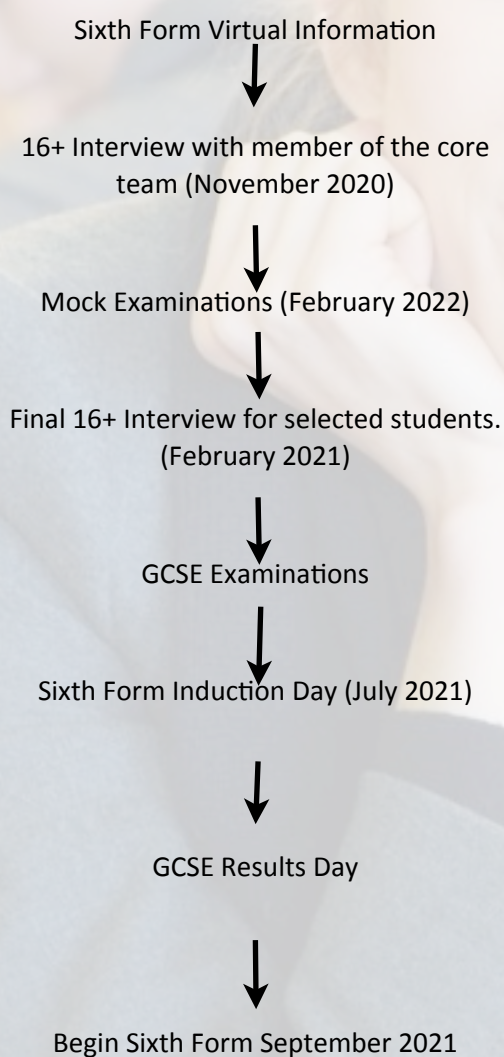 Sixth Form Virtual Information
16+ Interview with member of the core
team (November 2020)
Mock Examinations (February 2022)
Final 16+ Interview for selected students.
(February 2021)
GCSE Examinations
Sixth Form Induction Day (July 2021)
GCSE Results Day
Begin Sixth Form September 2021